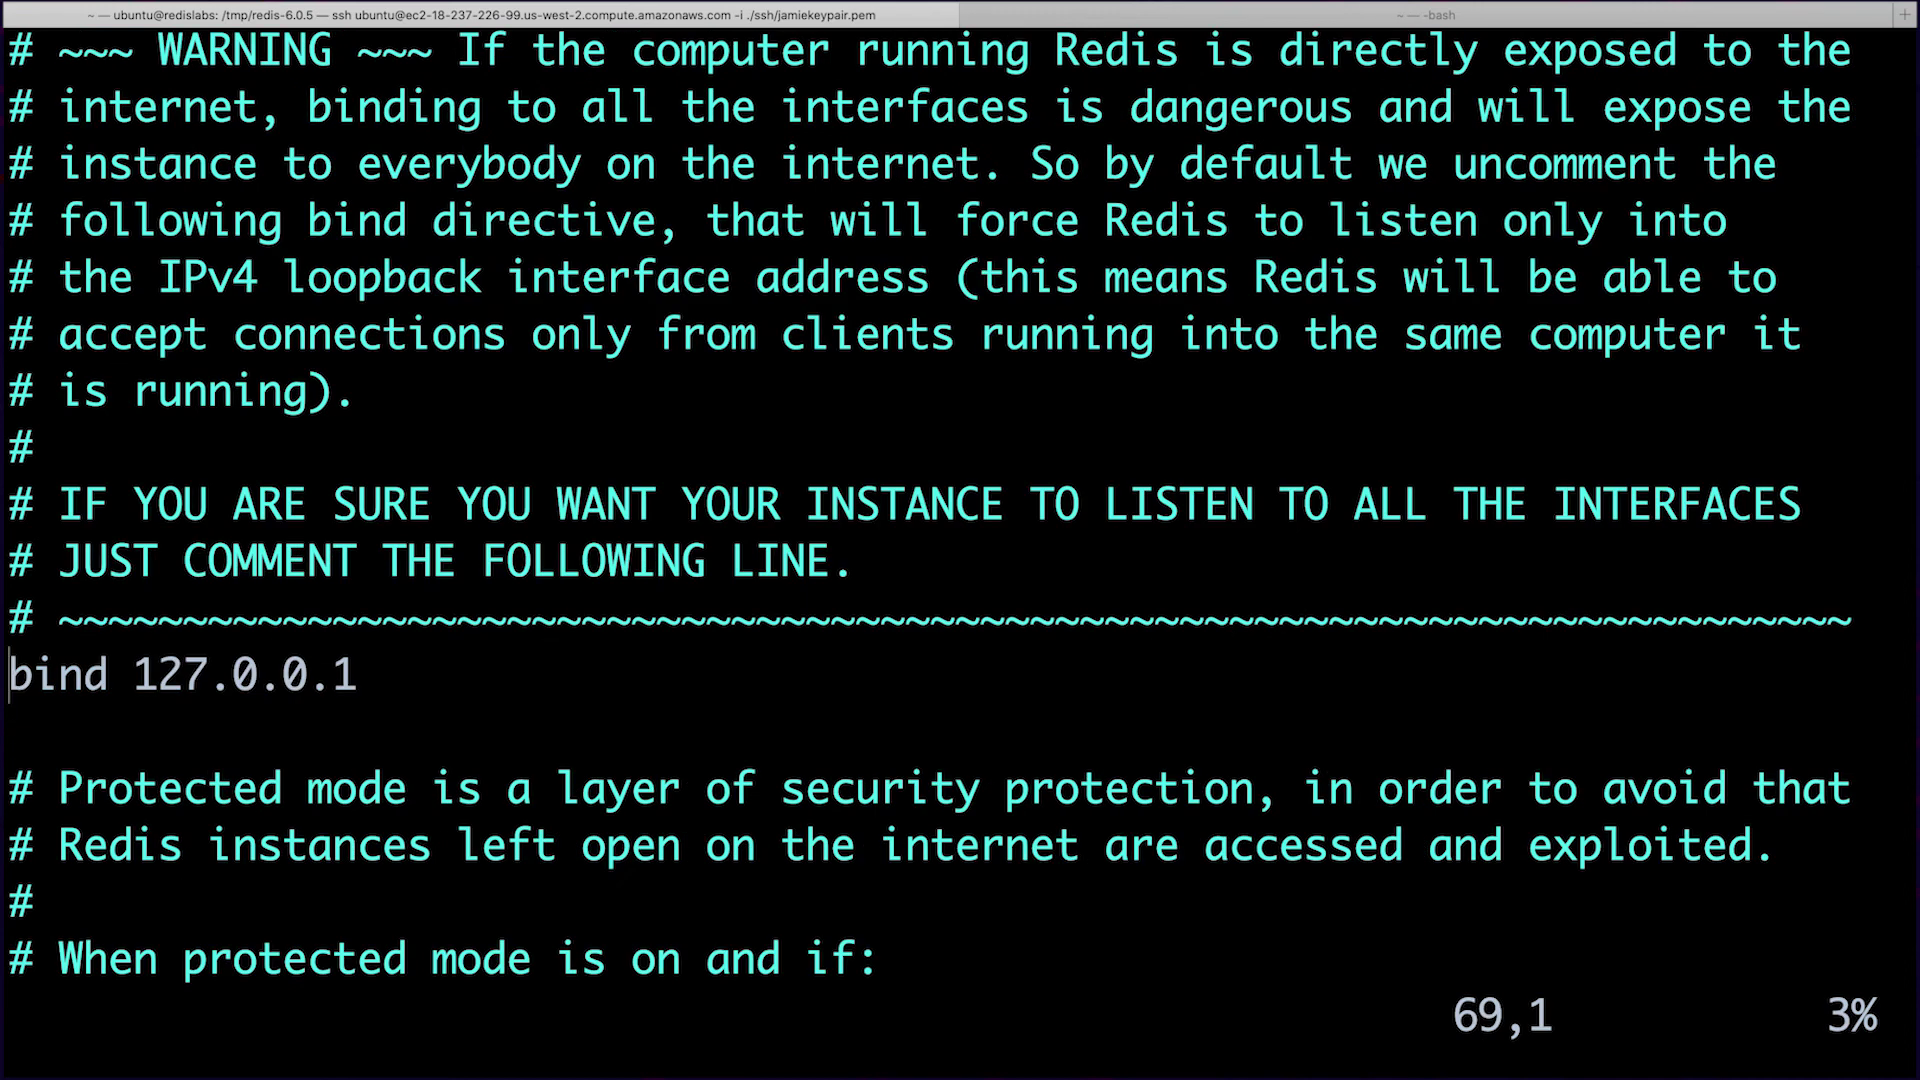 ~ — ubuntu@redislabs: /tmp/redis-6.0.5 — ssh ubuntu@ec2-18-237-226-99.us-west-2.compute.amazonaws.com -i ./ssh/jamiekeypair.pem
~ — -bash
+
# ~~~ WARNING ~~~ If the computer running Redis is directly exposed to the
# internet, binding to all the interfaces is dangerous and will expose the
# instance to everybody on the internet. So by default we uncomment the
# following bind directive, that will force Redis to listen only into
# the IPv4 loopback interface address (this means Redis will be able to
# accept connections only from clients running into the same computer it
# is running).
#
# IF YOU ARE SURE YOU WANT YOUR INSTANCE TO LISTEN TO ALL THE INTERFACES
# JUST COMMENT THE FOLLOWING LINE.
# ~~~~~~~~~~~~~~~~~~~~~~~~~~~~~~~~~~~~~~~~~~~~~~~~~~~~~~~~~~~~~~~~~~~~~~~~
bind 127.0.0.1
# Protected mode is a layer of security protection, in order to avoid that
# Redis instances left open on the internet are accessed and exploited.
#
# When protected mode is on and if:
69,1 3%